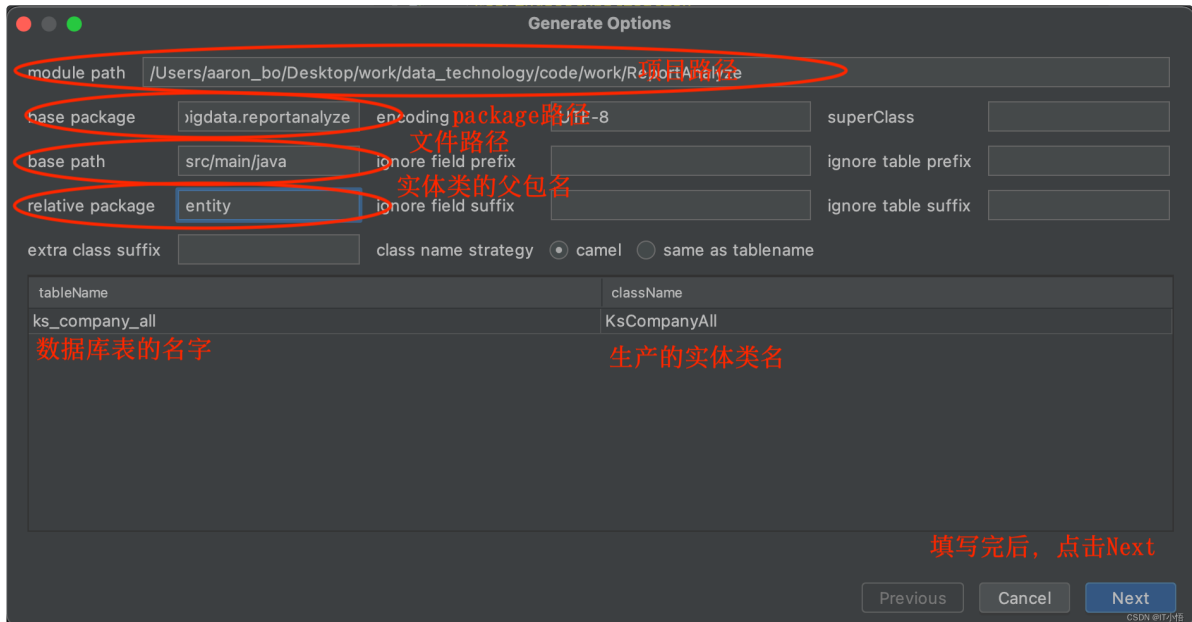 Generate Options
module path /Users/aaron_bo/Desktop/work/data_technology/code/work/ReportAnalyze 项目路径
base package bigdata.reportanalyze encoding package路径 UTF-8 superClass
文件路径
base path src/main/java ignore field prefix ignore table prefix
实体类的父包名
relative package entity ignore field suffix ignore table suffix
extra class suffix class name strategy camel same as tablename
tableName className
ks_company_all KsCompanyAll
数据库表的名字 生产的实体类名
填写完后，点击Next
Previous Cancel Next
CSDN @IT小悟